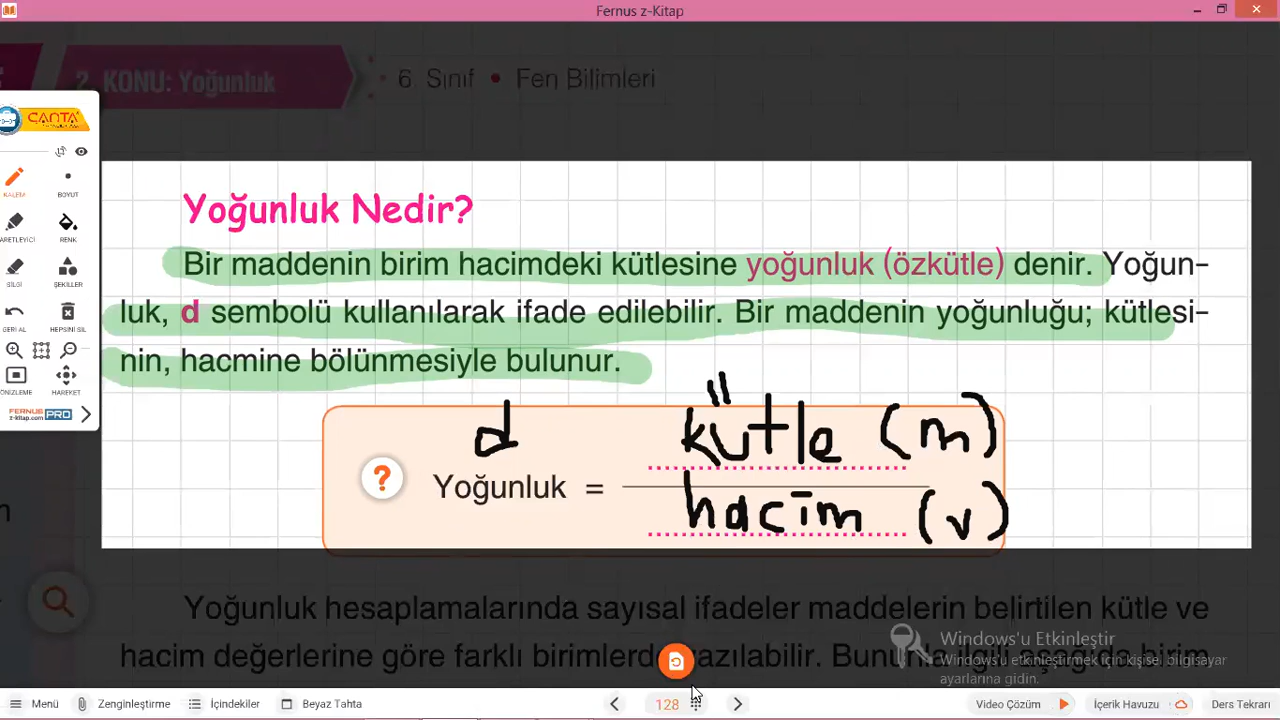 Fernus z-Kitap
2. KONU: Yoğunluk
6 Sınıf • Fen Bilimleri
ÇANTA
KALEM
BOYUT
ARETLEYİCİ
RENK
SİLGİ
ŞEKİLLER
GERİ AL
HEPSİNİ SİL
ÖNİZLEME
HAREKET
FERNUS PRO
z-kitap.com
Yoğunluk Nedir?
Bir maddenin birim hacimdeki kütlesine yoğunluk (özkütle) denir. Yoğun-
luk, d sembolü kullanılarak ifade edilebilir. Bir maddenin yoğunluğu; kütlesi-
nin, hacmine bölünmesiyle bulunur.
d kütle (m)
? Yoğunluk =
hacim (v)
Yoğunluk hesaplamalarında sayısal ifadeler maddelerin belirtilen kütle ve
hacim değerlerine göre farklı birimlerd yazılabilir.
Windows'u Etkinleştir
Windows'u etkinleştirmek için kişisel bilgisayar
ayarlarına gidin.
Menü Zenginleştirme İçindekiler Beyaz Tahta 128 Video Çözüm İçerik Havuzu Ders Tekrarı